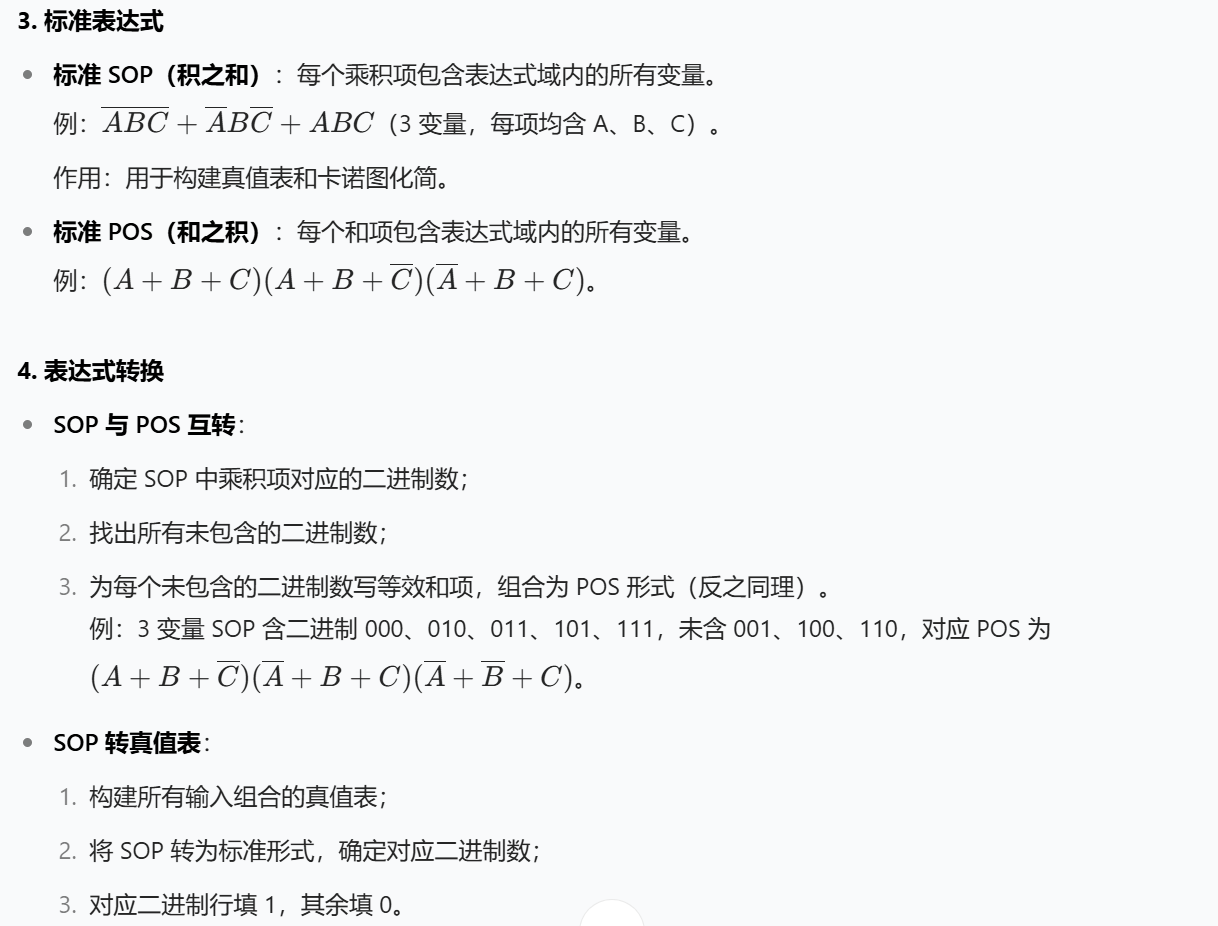 3. 标准表达式
• 标准 SOP（积之和）：每个乘积项包含表达式域内的所有变量。
例：$\overline{ABC} + \overline{A}B\overline{C} + ABC$（3 变量，每项均含 A、B、C）。
作用：用于构建真值表和卡诺图化简。
• 标准 POS（和之积）：每个和项包含表达式域内的所有变量。
例：$(A + B + C)(A + B + \overline{C})(\overline{A} + B + C)$。
4. 表达式转换
• SOP 与 POS 互转：
1. 确定 SOP 中乘积项对应的二进制数；
2. 找出所有未包含的二进制数；
3. 为每个未包含的二进制数写等效和项，组合为 POS 形式（反之同理）。
例：3 变量 SOP 含二进制 000、010、011、101、111，未含 001、100、110，对应 POS 为
$(A + B + \overline{C})(\overline{A} + B + C)(\overline{A} + \overline{B} + C)$。
• SOP 转真值表：
1. 构建所有输入组合的真值表；
2. 将 SOP 转为标准形式，确定对应二进制数；
3. 对应二进制行填 1，其余填 0。